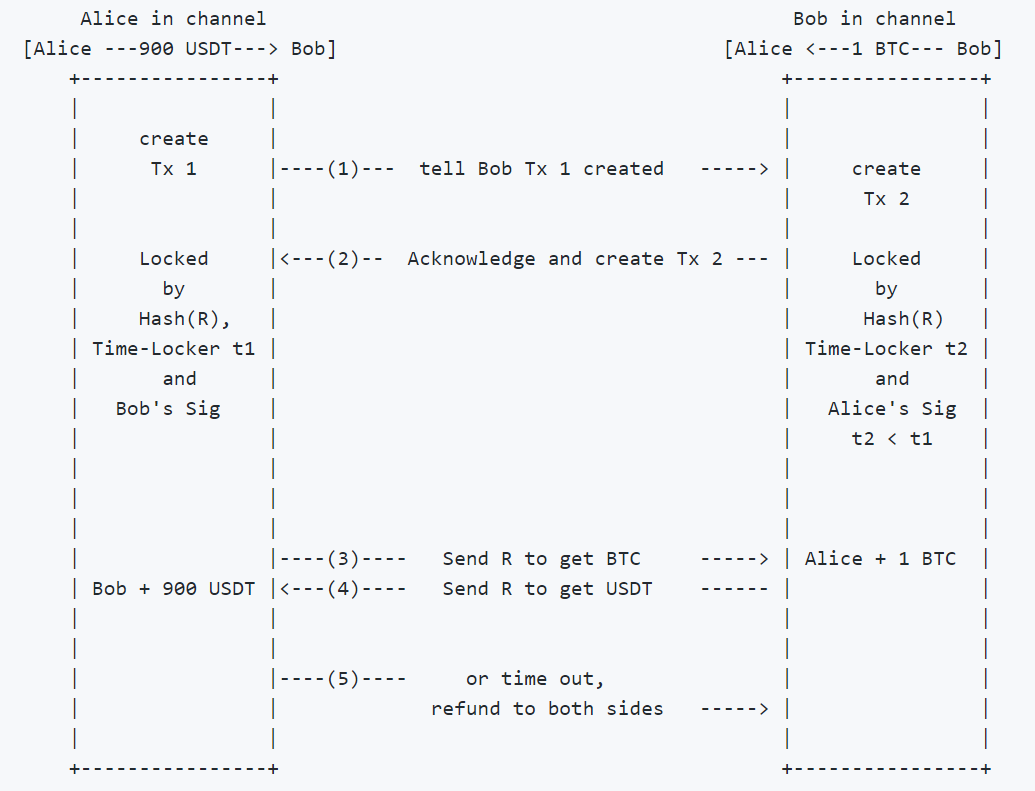 Alice in channel                                             Bob in channel
[Alice ---900 USDT---> Bob]                                 [Alice <---1 BTC--- Bob]
    +----------------+                                           +----------------+
    |                |                                           |                |
    |     create     |                                           |                |
    |      Tx 1      |----(1)---  tell Bob Tx 1 created   -----> |     create     |
    |                |                                           |      Tx 2      |
    |                |                                           |                |
    |     Locked     |<---(2)--  Acknowledge and create Tx 2 --- |     Locked     |
    |       by       |                                           |       by       |
    |     Hash(R),   |                                           |      Hash(R)   |
    | Time-Locker t1 |                                           | Time-Locker t2 |
    |       and      |                                           |       and      |
    |   Bob's Sig    |                                           |   Alice's Sig  |
    |                |                                           |     t2 < t1    |
    |                |                                           |                |
    |                |                                           |                |
    |                |                                           |                |
    |                |----(3)----   Send R to get BTC     -----> | Alice + 1 BTC  |
    | Bob + 900 USDT |<---(4)----   Send R to get USDT    ------ |                |
    |                |                                           |                |
    |                |                                           |                |
    |                |----(5)----     or time out,               |                |
    |                |             refund to both sides   -----> |                |
    |                |                                           |                |
    +----------------+                                           +----------------+